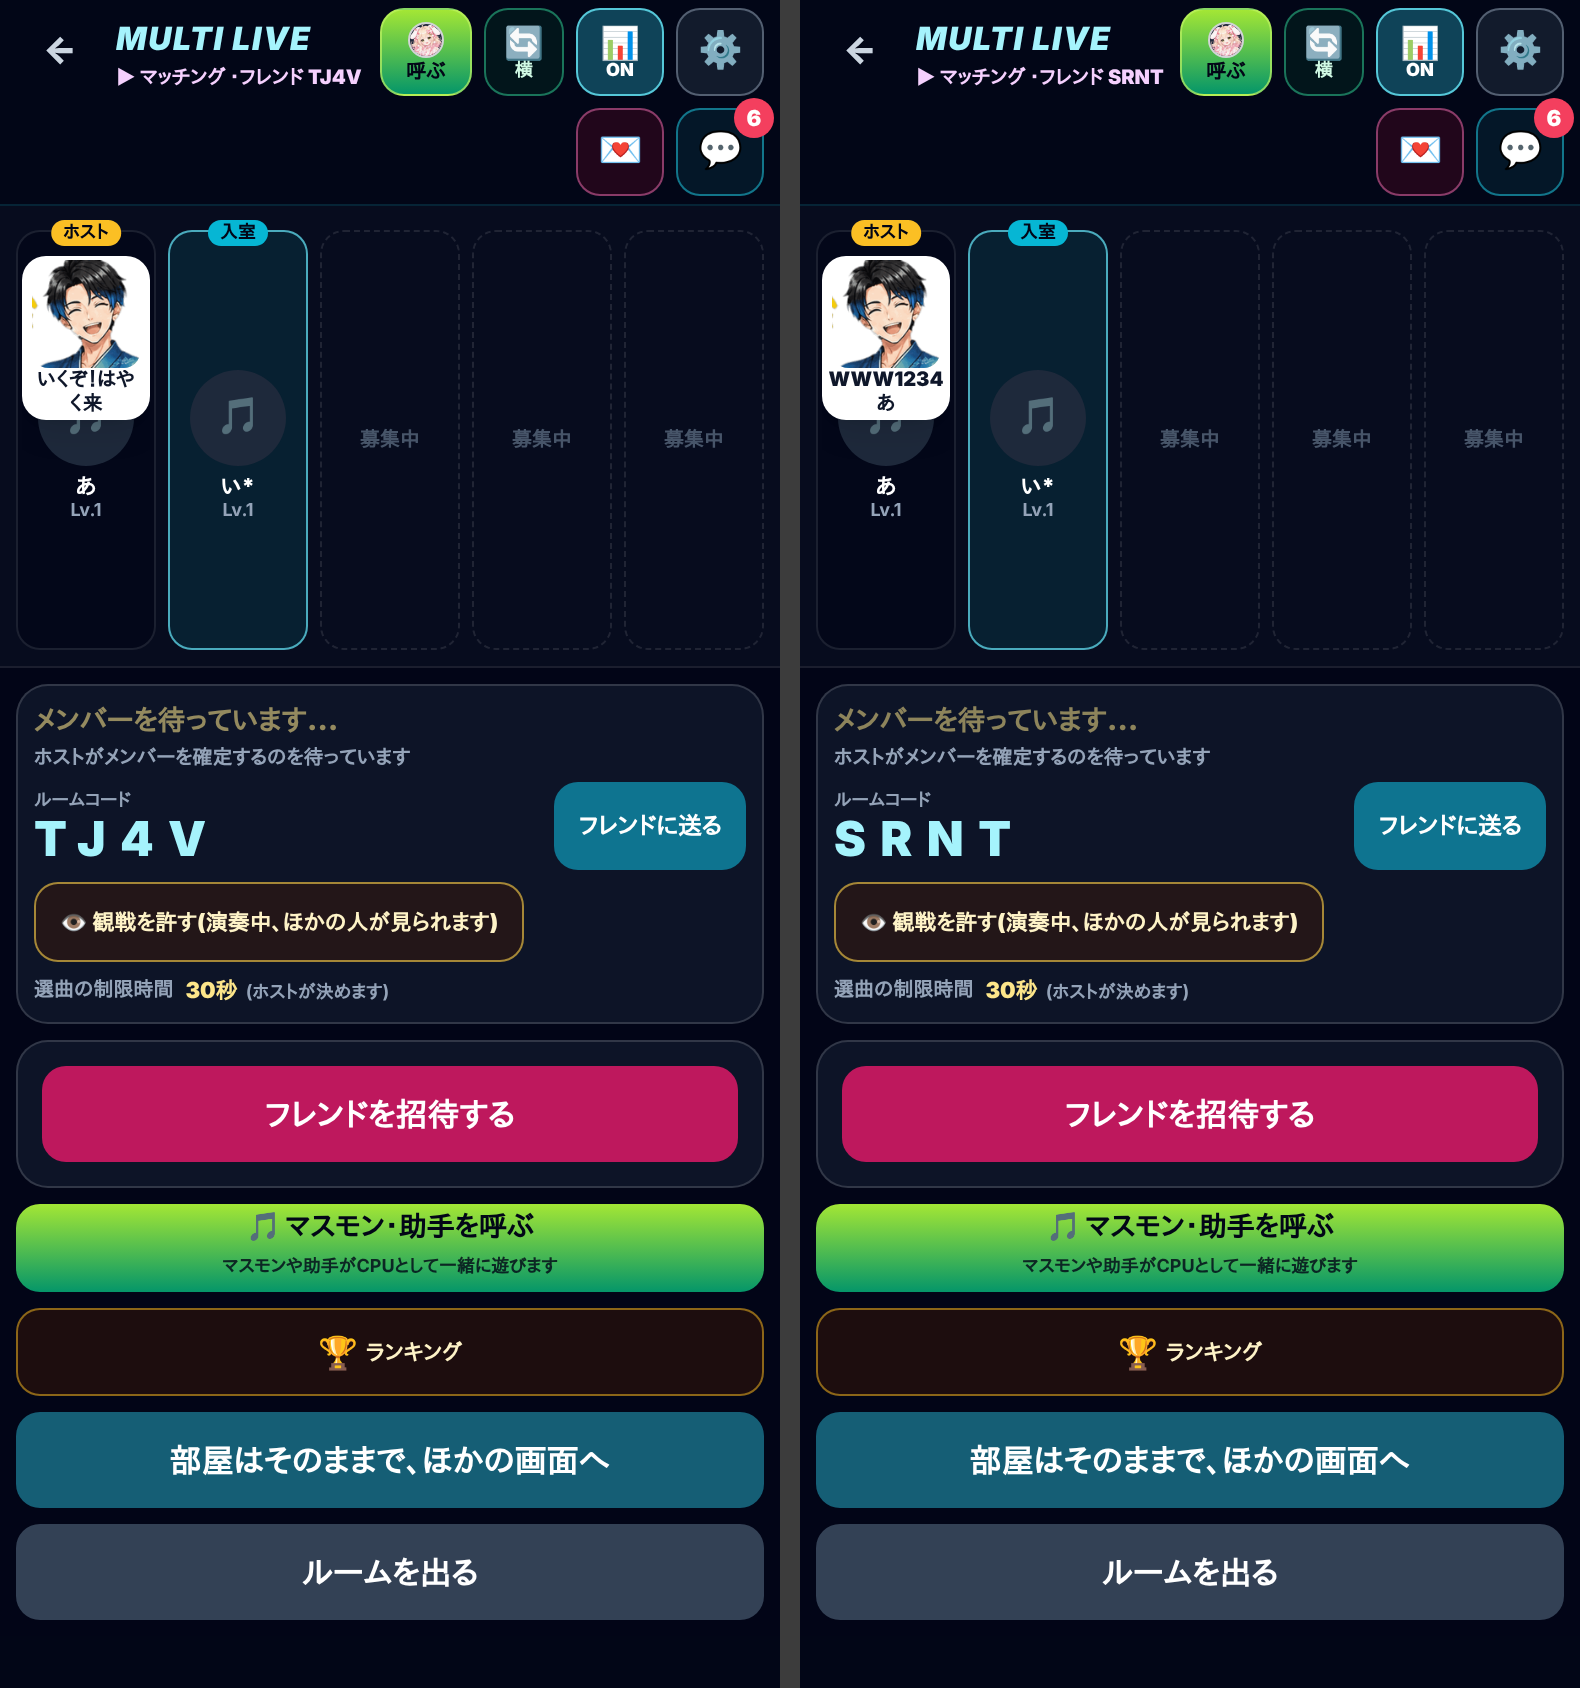 MULTI LIVE
▶ マッチング ・フレンド TJ4V
呼ぶ
横
ON
6
ホスト
入室
いくぞ!はや
く来
募集中
募集中
募集中
あ
い*
Lv.1
Lv.1
メンバーを待っています...
ホストがメンバーを確定するのを待っています
ルームコード
TJ4V
フレンドに送る
観戦を許す(演奏中、ほかの人が見られます)
選曲の制限時間 30秒 (ホストが決めます)
フレンドを招待する
マスモン・助手を呼ぶ
マスモンや助手がCPUとして一緒に遊びます
ランキング
部屋はそのままで、ほかの画面へ
ルームを出る
MULTI LIVE
▶ マッチング ・フレンド SRNT
呼ぶ
横
ON
6
ホスト
入室
WWW1234
あ
募集中
募集中
募集中
あ
い*
Lv.1
Lv.1
メンバーを待っています...
ホストがメンバーを確定するのを待っています
ルームコード
SRNT
フレンドに送る
観戦を許す(演奏中、ほかの人が見られます)
選曲の制限時間 30秒 (ホストが決めます)
フレンドを招待する
マスモン・助手を呼ぶ
マスモンや助手がCPUとして一緒に遊びます
ランキング
部屋はそのままで、ほかの画面へ
ルームを出る